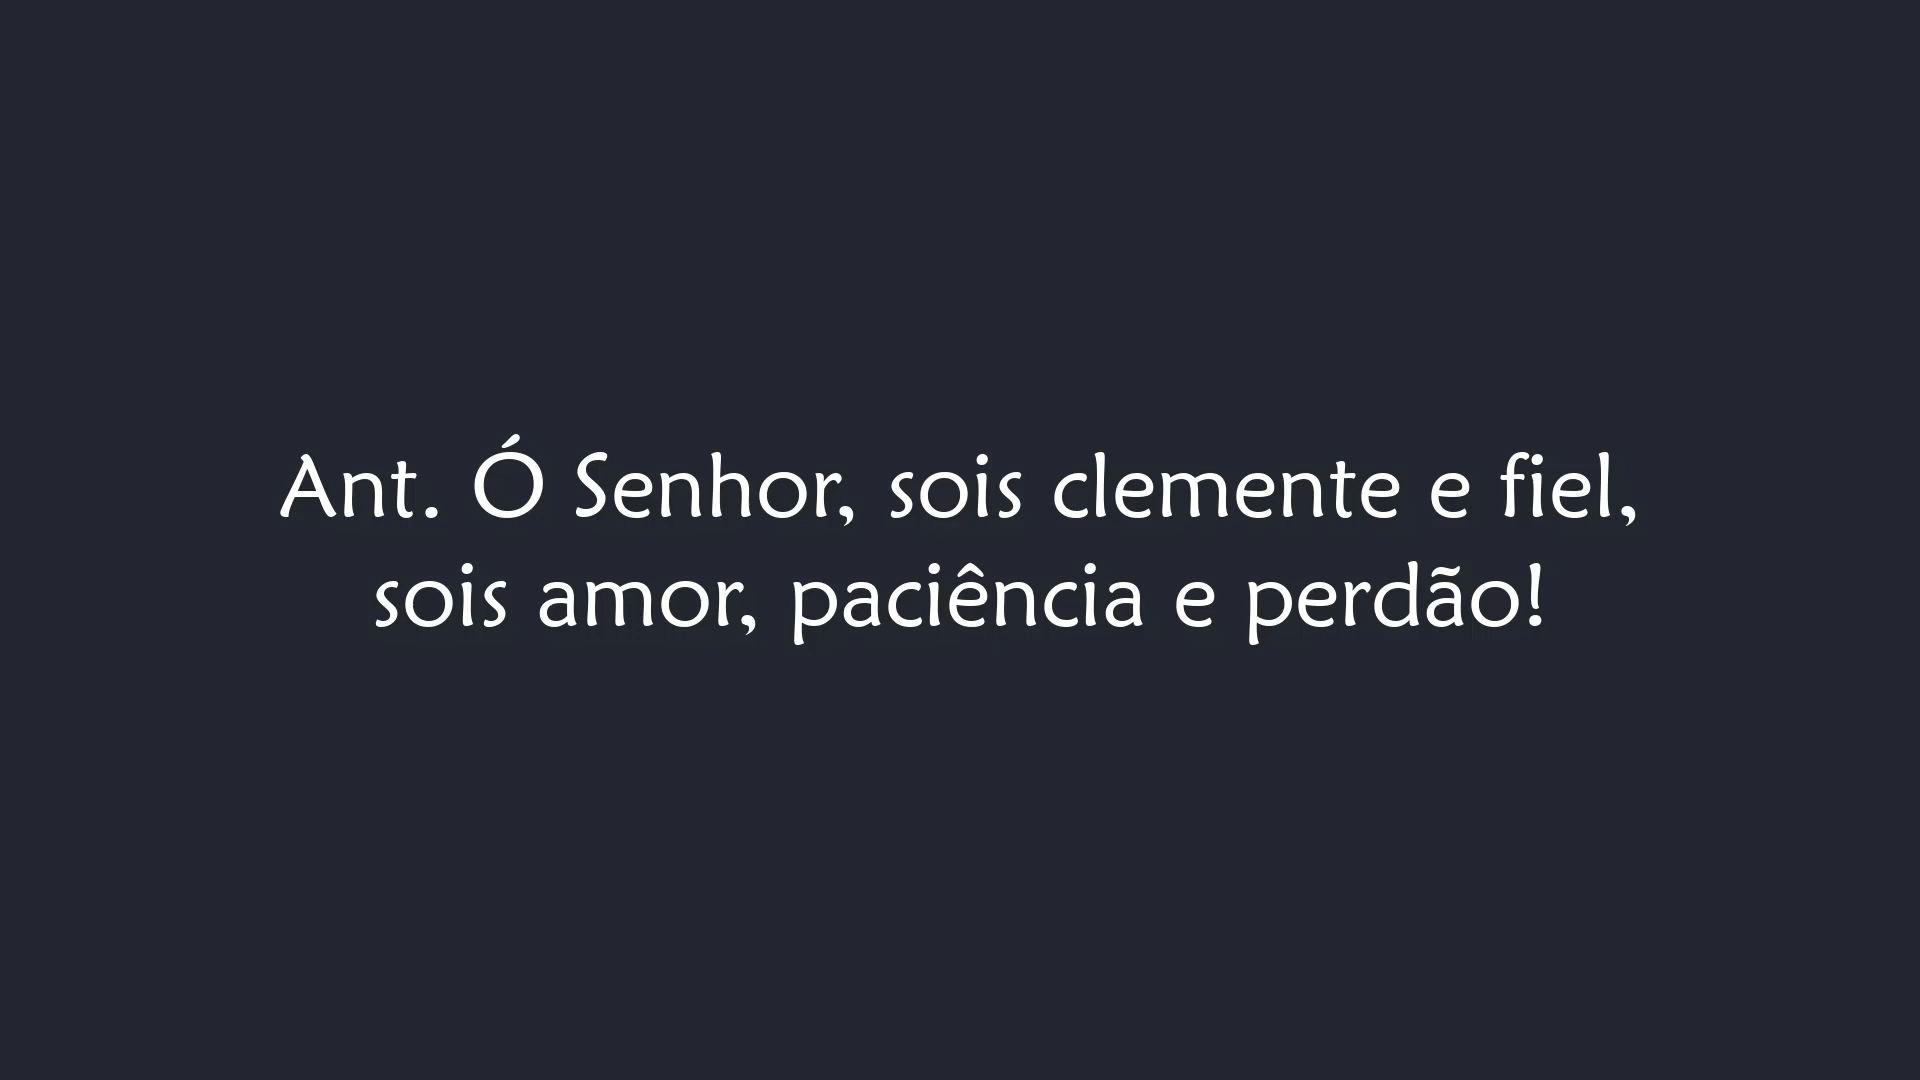 Ant. Ó Senhor, sois clemente e fiel,
sois amor, paciência e perdão!